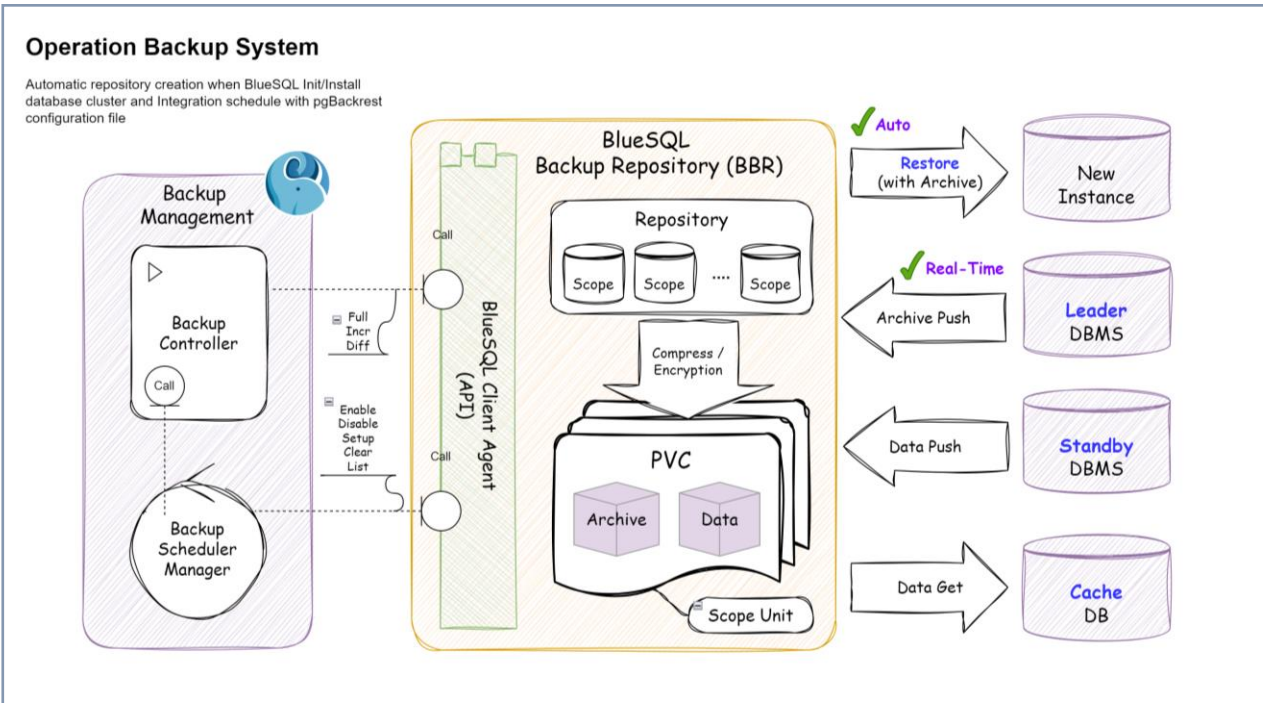 Operation Backup System
Automatic repository creation when BlueSQL Init/Install
database cluster and Integration schedule with pgBackrest
configuration file
Backup
Management
Backup
Controller
Call
Backup
Scheduler
Manager
Full
Incr
Diff
Enable
Disable
Setup
Clear
List
Call
Call
BlueSQL Client Agent
(API)
BlueSQL
Backup Repository (BBR)
Repository
Scope
Scope
....
Scope
Compress /
Encryption
PVC
Archive
Data
Scope Unit
Auto
Restore
(with Archive)
New
Instance
Real-Time
Archive Push
Leader
DBMS
Data Push
Standby
DBMS
Data Get
Cache
DB